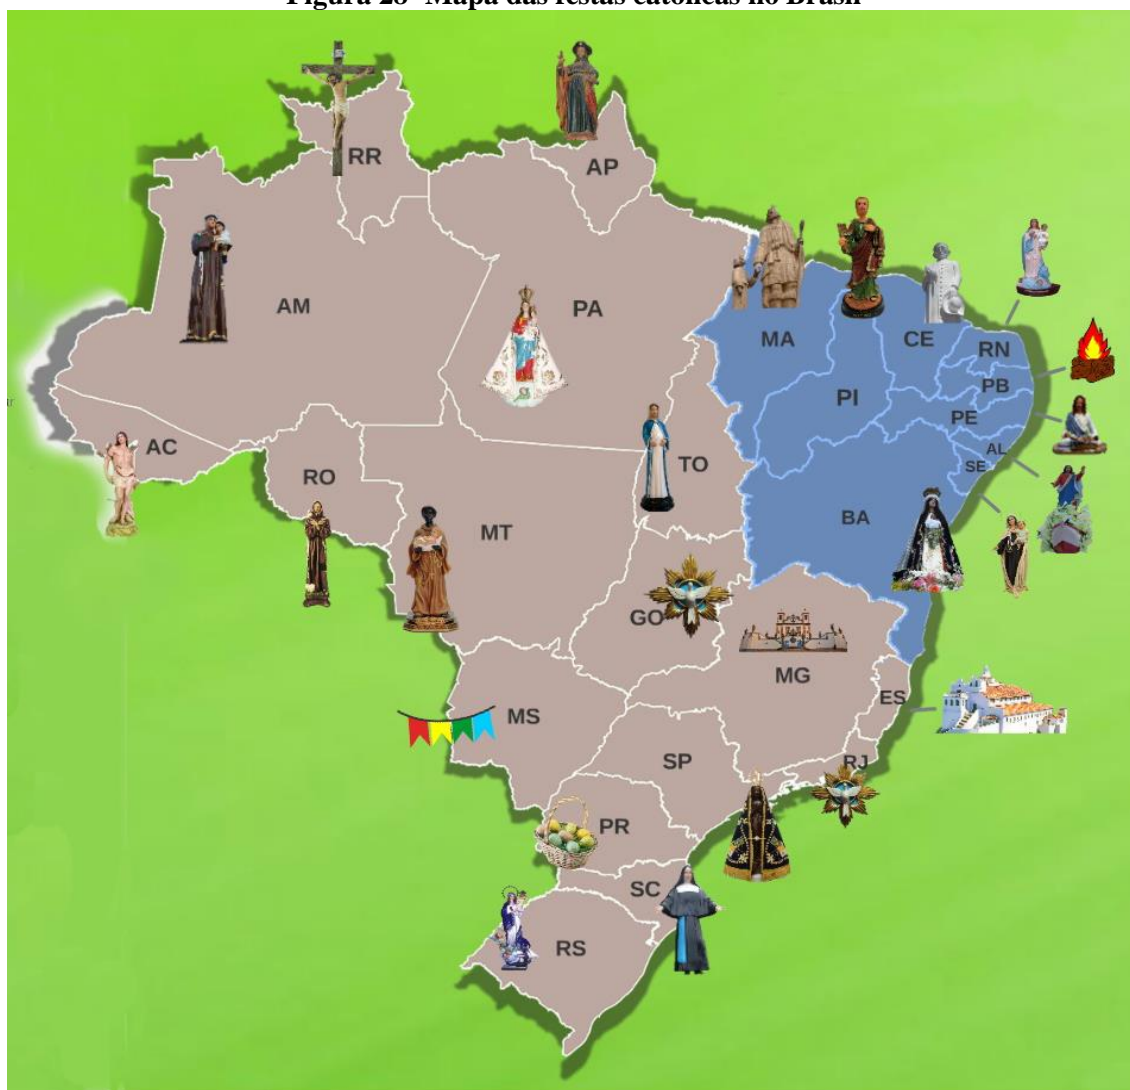 Figura 28- Mapa das festas católicas no Brasil
RR
AP
AM
PA
MA
CE
RN
PI
PB
PE
AC
TO
AL
SE
RO
MT
BA
GO
MG
ES
MS
SP
RJ
PR
SC
RS